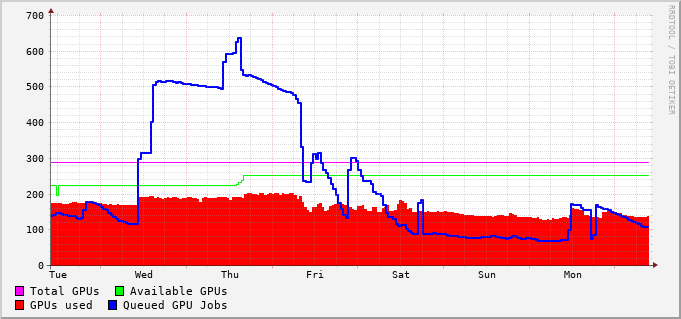 700
600
500
400
300
200
100
0
Tue Wed Thu Fri Sat Sun Mon
Total GPUs Available GPUs
GPUs used Queued GPU Jobs
RRDTOOL / TOBI OETIKER